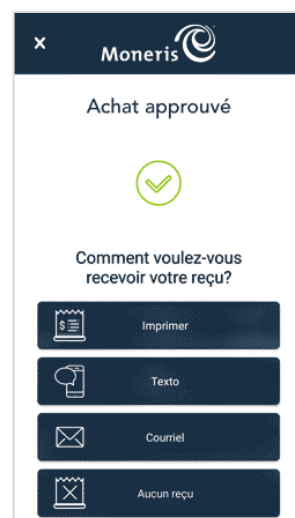 Moneris
Achat approuvé
Comment voulez-vous
recevoir votre reçu?
Imprimer
Texto
Courriel
Aucun reçu